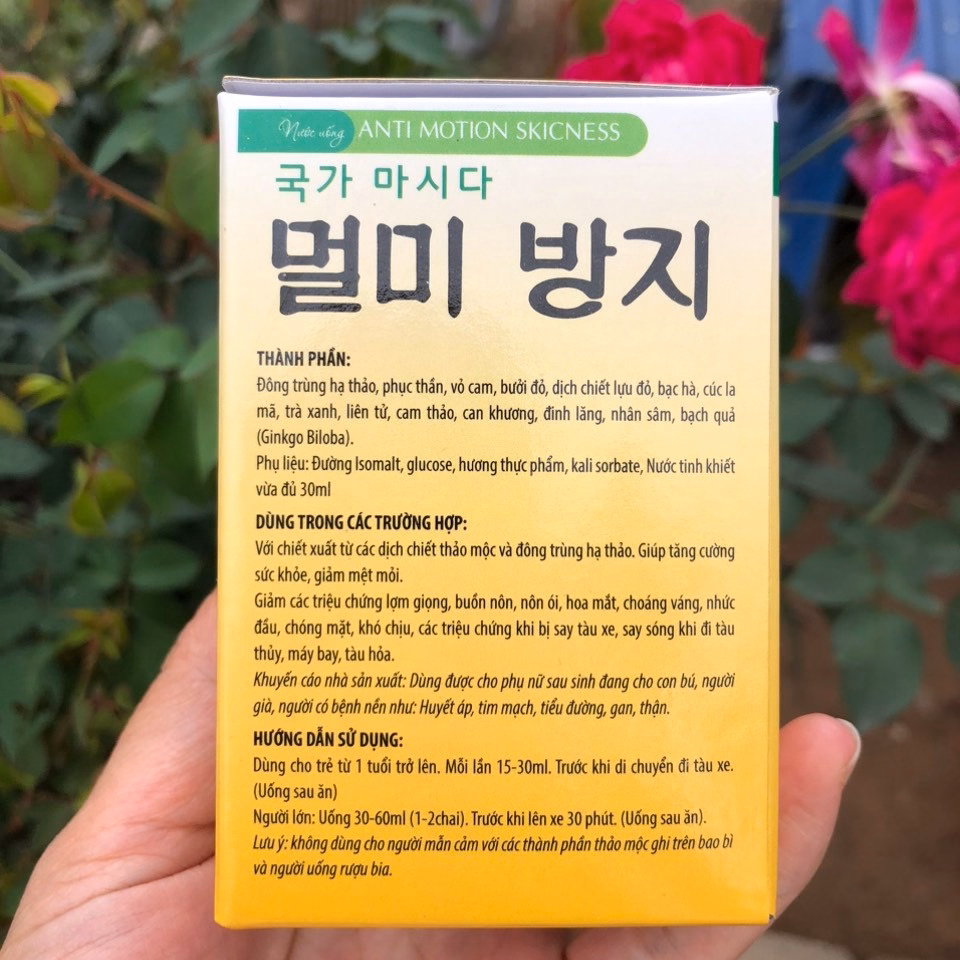 Nước uống ANTI MOTION SKICNESS
국가 마시다
멀미 방지
THÀNH PHẦN:
Đông trùng hạ thảo, phục thần, vỏ cam, bưởi đỏ, dịch chiết lựu đỏ, bạc hà, cúc la
mã, trà xanh, liên tử, cam thảo, can khương, đinh lăng, nhân sâm, bạch quả
(Ginkgo Biloba).
Phụ liệu: Đường Isomalt, glucose, hương thực phẩm, kali sorbate, Nước tinh khiết
vừa đủ 30ml
DÙNG TRONG CÁC TRƯỜNG HỢP:
Với chiết xuất từ các dịch chiết thảo mộc và đông trùng hạ thảo. Giúp tăng cường
sức khỏe, giảm mệt mỏi.
Giảm các triệu chứng lợm giọng, buồn nôn, nôn ói, hoa mắt, choáng váng, nhức
đầu, chóng mặt, khó chịu, các triệu chứng khi bị say tàu xe, say sóng khi đi tàu
thủy, máy bay, tàu hỏa.
Khuyến cáo nhà sản xuất: Dùng được cho phụ nữ sau sinh đang cho con bú, người
già, người có bệnh nền như: Huyết áp, tim mạch, tiểu đường, gan, thận.
HƯỚNG DẪN SỬ DỤNG:
Dùng cho trẻ từ 1 tuổi trở lên. Mỗi lần 15-30ml. Trước khi di chuyển đi tàu xe.
(Uống sau ăn)
Người lớn: Uống 30-60ml (1-2chai). Trước khi lên xe 30 phút. (Uống sau ăn).
Lưu ý: không dùng cho người mẫn cảm với các thành phần thảo mộc ghi trên bao bì
và người uống rượu bia.